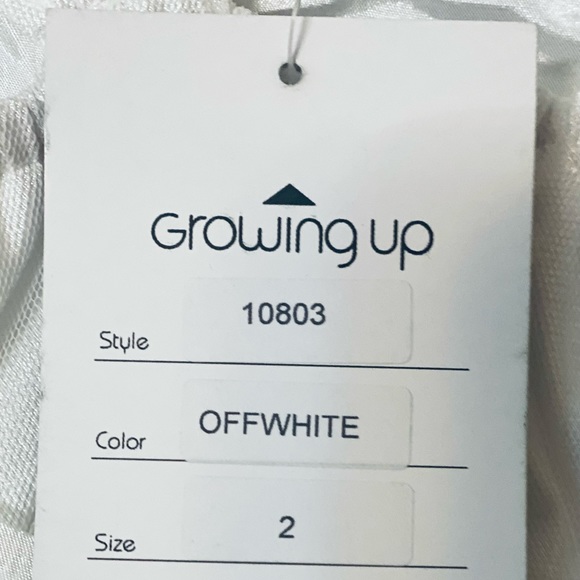 Growing up
10803
Style
OFFWHITE
Color
2
Size